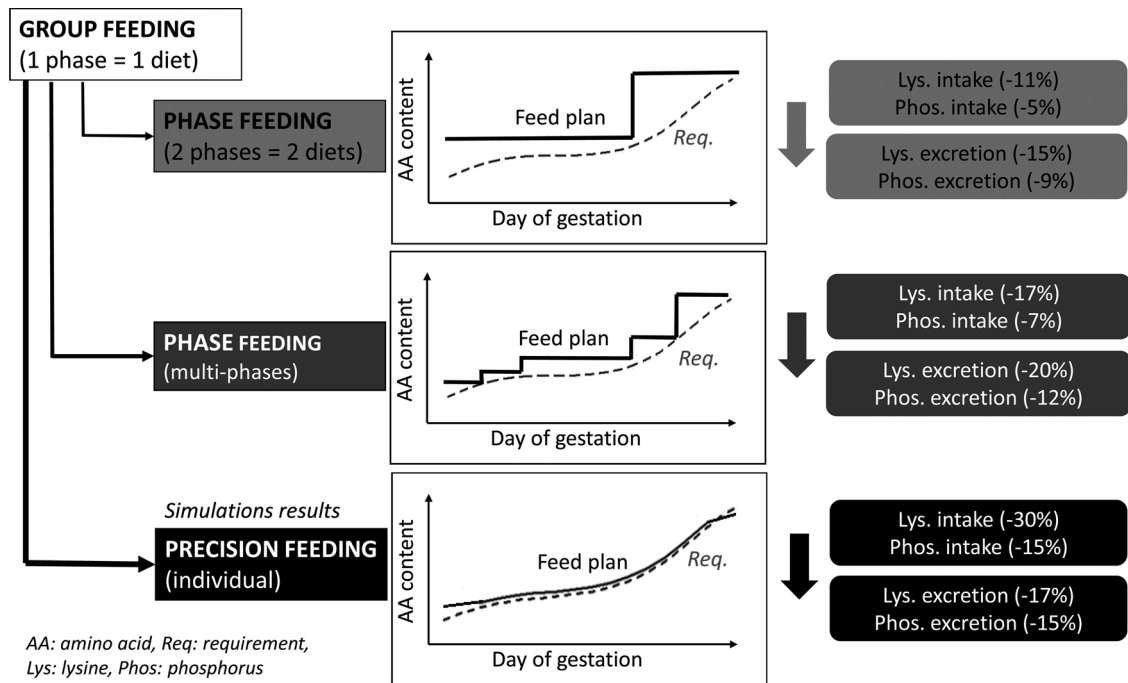 GROUP FEEDING
(1 phase = 1 diet)
PHASE FEEDING
(2 phases = 2 diets)
AA content
Feed plan
Req.
Day of gestation
Lys. intake (-11%)
Phos. intake (-5%)
Lys. excretion (-15%)
Phos. excretion (-9%)
PHASE FEEDING
(multi-phases)
AA content
Feed plan
Req.
Day of gestation
Lys. intake (-17%)
Phos. intake (-7%)
Lys. excretion (-20%)
Phos. excretion (-12%)
Simulations results
PRECISION FEEDING
(individual)
AA content
Feed plan
Req.
Day of gestation
Lys. intake (-30%)
Phos. intake (-15%)
Lys. excretion (-17%)
Phos. excretion (-15%)
AA: amino acid, Req: requirement,
Lys: lysine, Phos: phosphorus